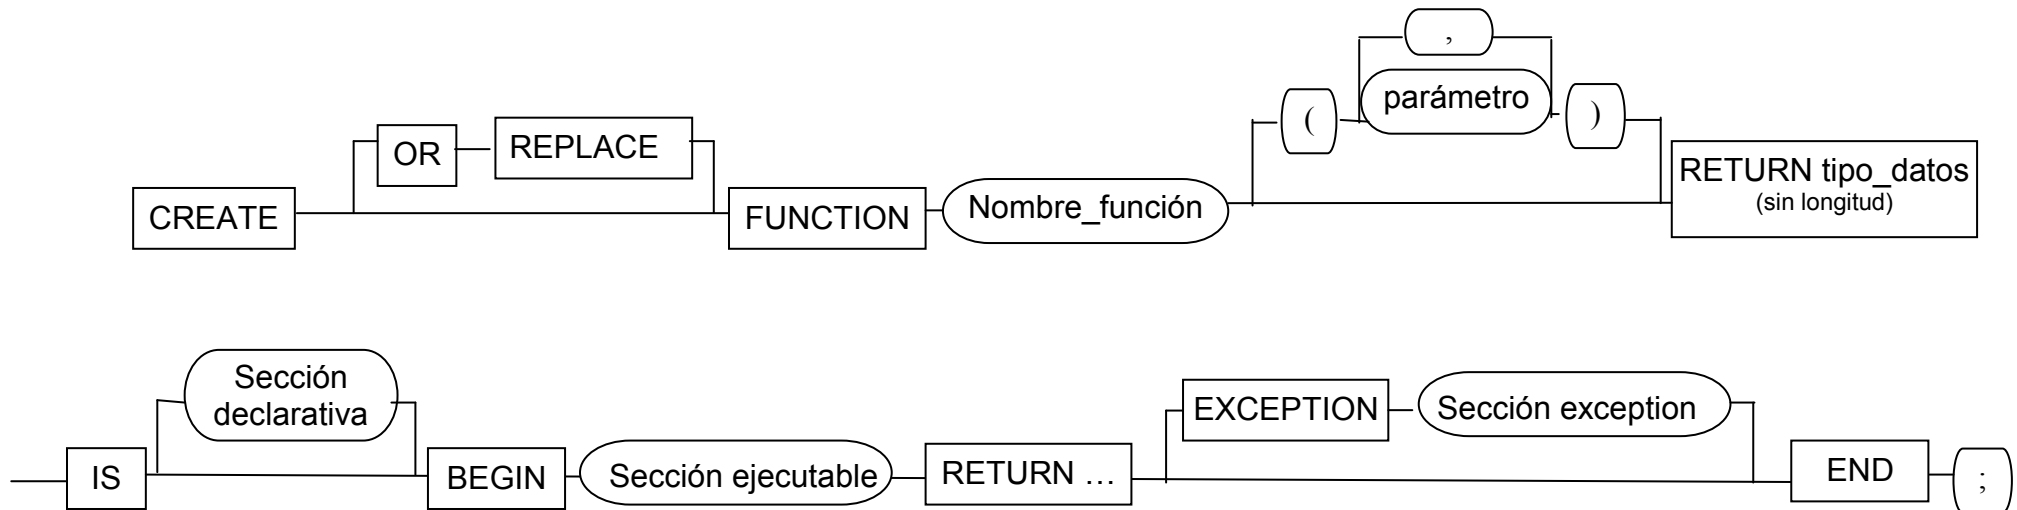 CREATE OR REPLACE FUNCTION Nombre_función ( parámetro , ) RETURN tipo_datos
(sin longitud)
IS Sección
declarativa
BEGIN Sección ejecutable RETURN … EXCEPTION Sección exception END ;